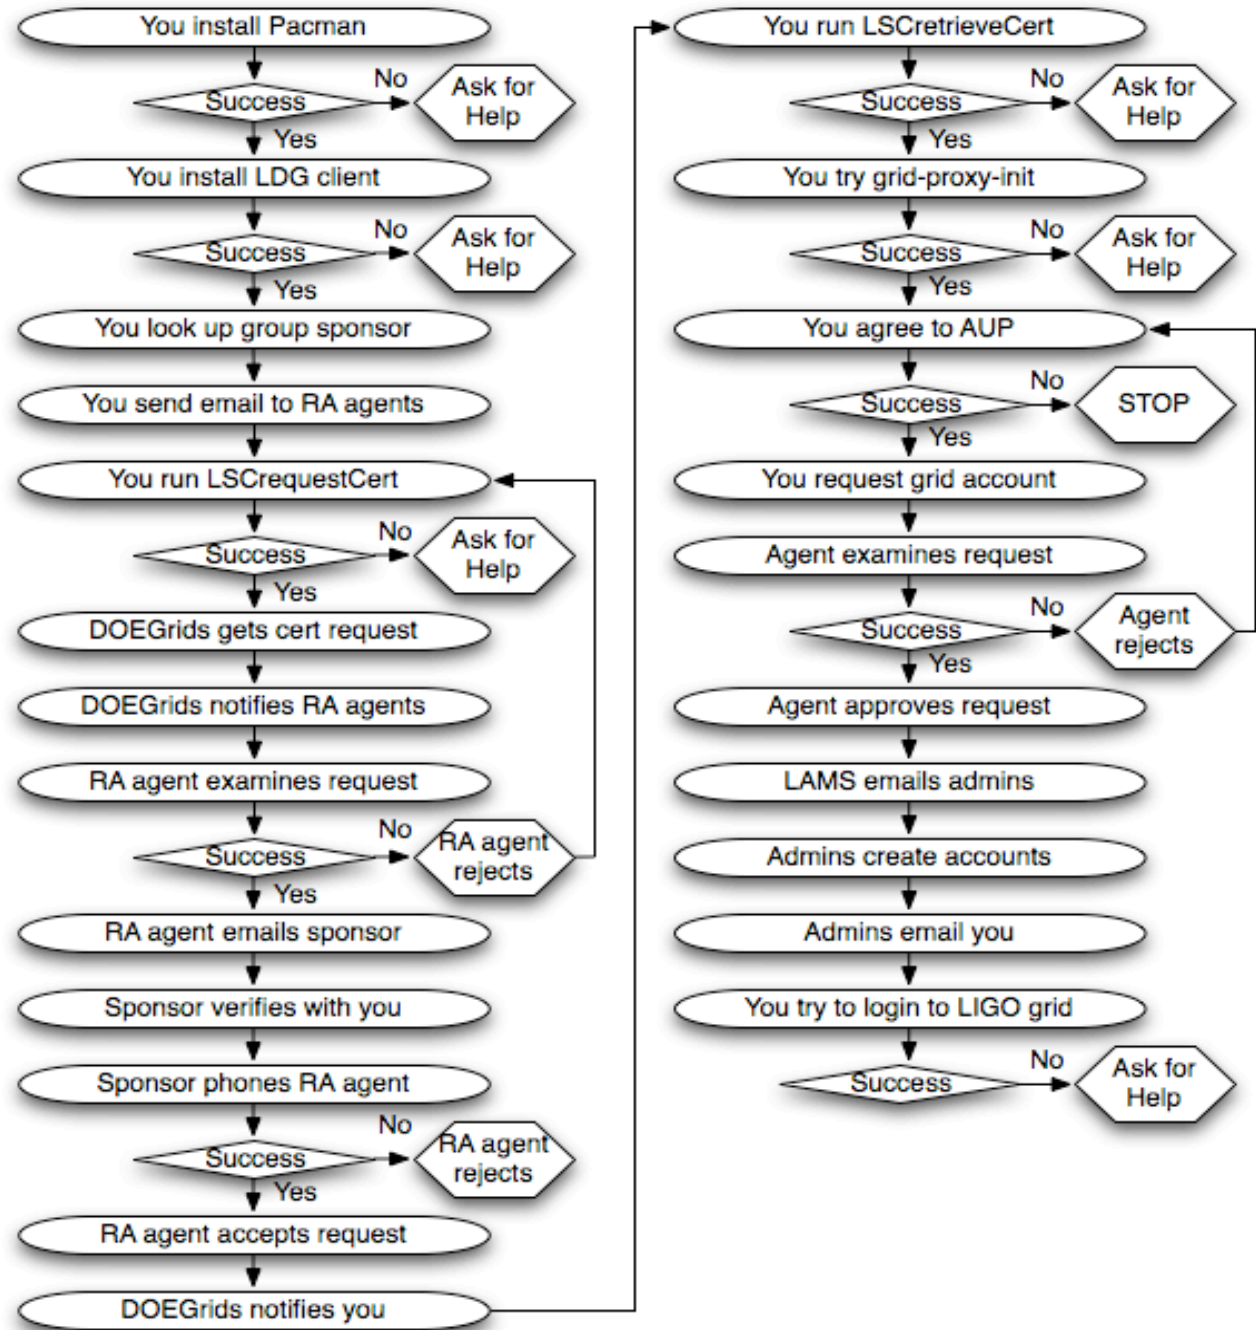 You install Pacman
Success
No
Ask for
Help
Yes
You install LDG client
Success
No
Ask for
Help
Yes
You look up group sponsor
You send email to RA agents
You run LSCrequestCert
Success
No
Ask for
Help
Yes
DOEGrids gets cert request
DOEGrids notifies RA agents
RA agent examines request
Success
No
RA agent
rejects
Yes
RA agent emails sponsor
Sponsor verifies with you
Sponsor phones RA agent
Success
No
RA agent
rejects
Yes
RA agent accepts request
DOEGrids notifies you
You run LSCretrieveCert
Success
No
Ask for
Help
Yes
You try grid-proxy-init
Success
No
Ask for
Help
Yes
You agree to AUP
Success
No
STOP
Yes
You request grid account
Agent examines request
Success
No
Agent
rejects
Yes
Agent approves request
LAMS emails admins
Admins create accounts
Admins email you
You try to login to LIGO grid
Success
No
Ask for
Help